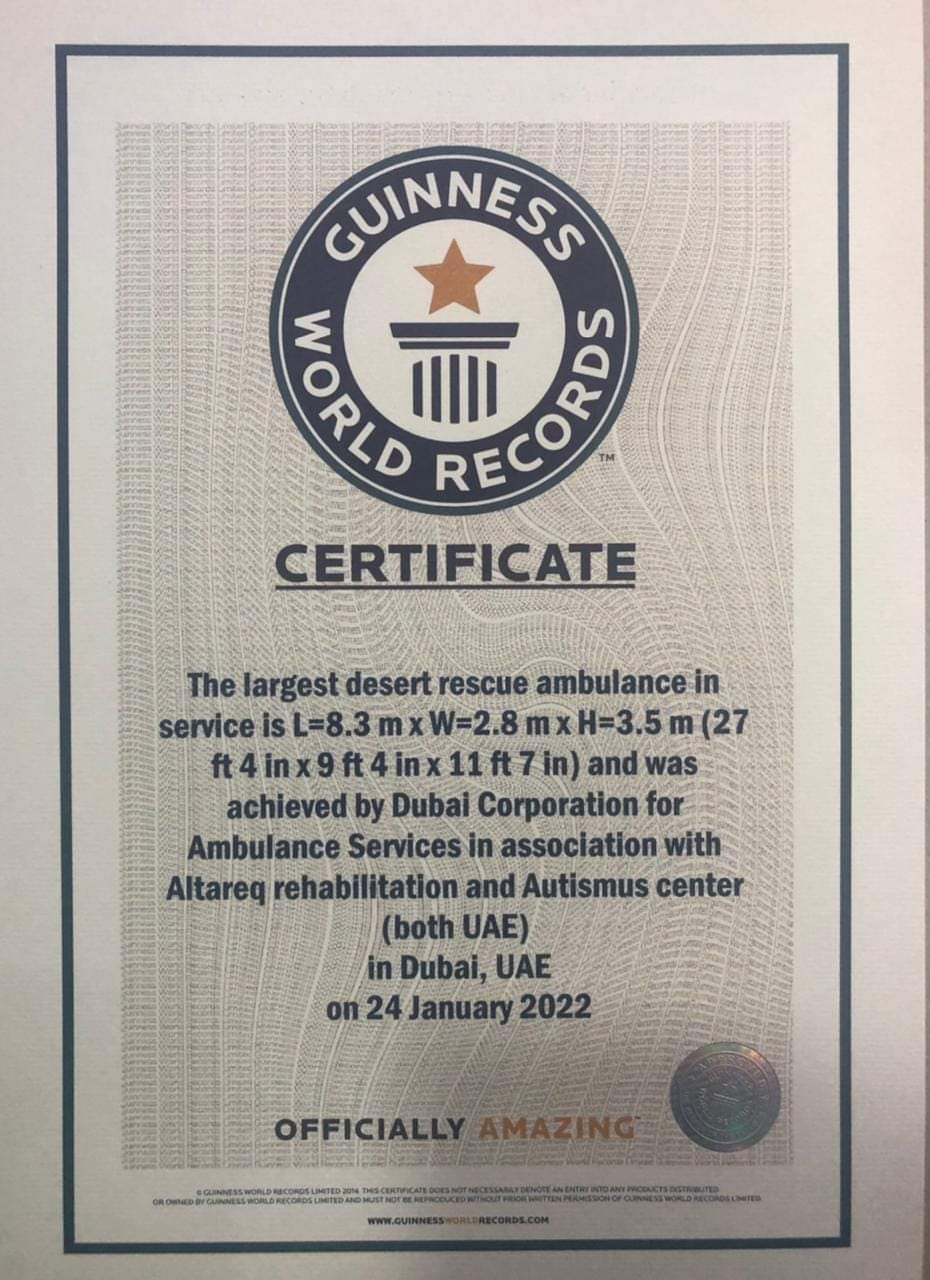 GUINNESS
WORLD RECORDS
TM
CERTIFICATE
The largest desert rescue ambulance in
service is L=8.3 m x W=2.8 m x H=3.5 m (27
ft 4 in x 9 ft 4 in x 11 ft 7 in) and was
achieved by Dubai Corporation for
Ambulance Services in association with
Altareq rehabilitation and Autismus center
(both UAE)
in Dubai, UAE
on 24 January 2022
OFFICIALLY AMAZING
© GUINNESS WORLD RECORDS LIMITED 2014. THIS CERTIFICATE DOES NOT NECESSARILY DENOTE AN ENTRY INTO ANY PRODUCTS DISTRIBUTED
OR OWNED BY GUINNESS WORLD RECORDS LIMITED AND MUST NOT BE REPRODUCED WITHOUT PRIOR WRITTEN PERMISSION OF GUINNESS WORLD RECORDS LIMITED.
WWW.GUINNESSWORLDRECORDS.COM